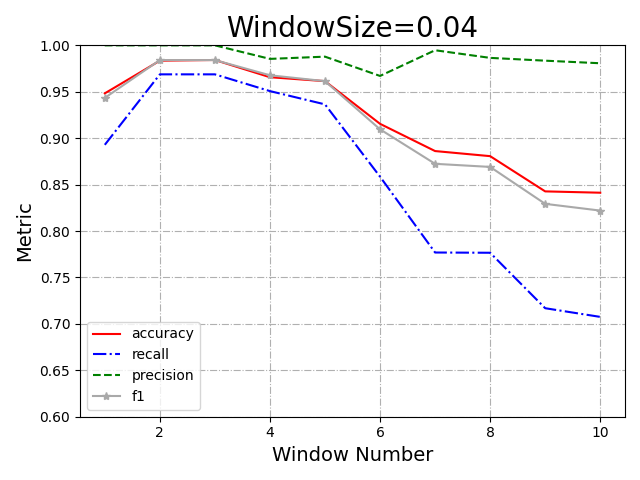 WindowSize=0.04
1.00
0.95
0.90
0.85
0.80
0.75
0.70
0.65
0.60
Metric
accuracy
recall
precision
f1
2 4 6 8 10
Window Number